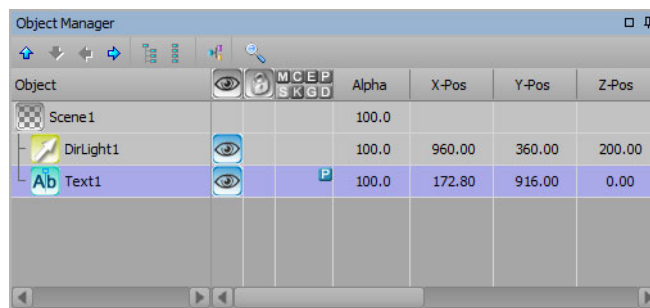 Object Manager
Object M C E P Alpha X-Pos Y-Pos Z-Pos
S K G D
Scene1 100.0
DirLight1 100.0 960.00 360.00 200.00
Ab Text1 P 100.0 172.80 916.00 0.00